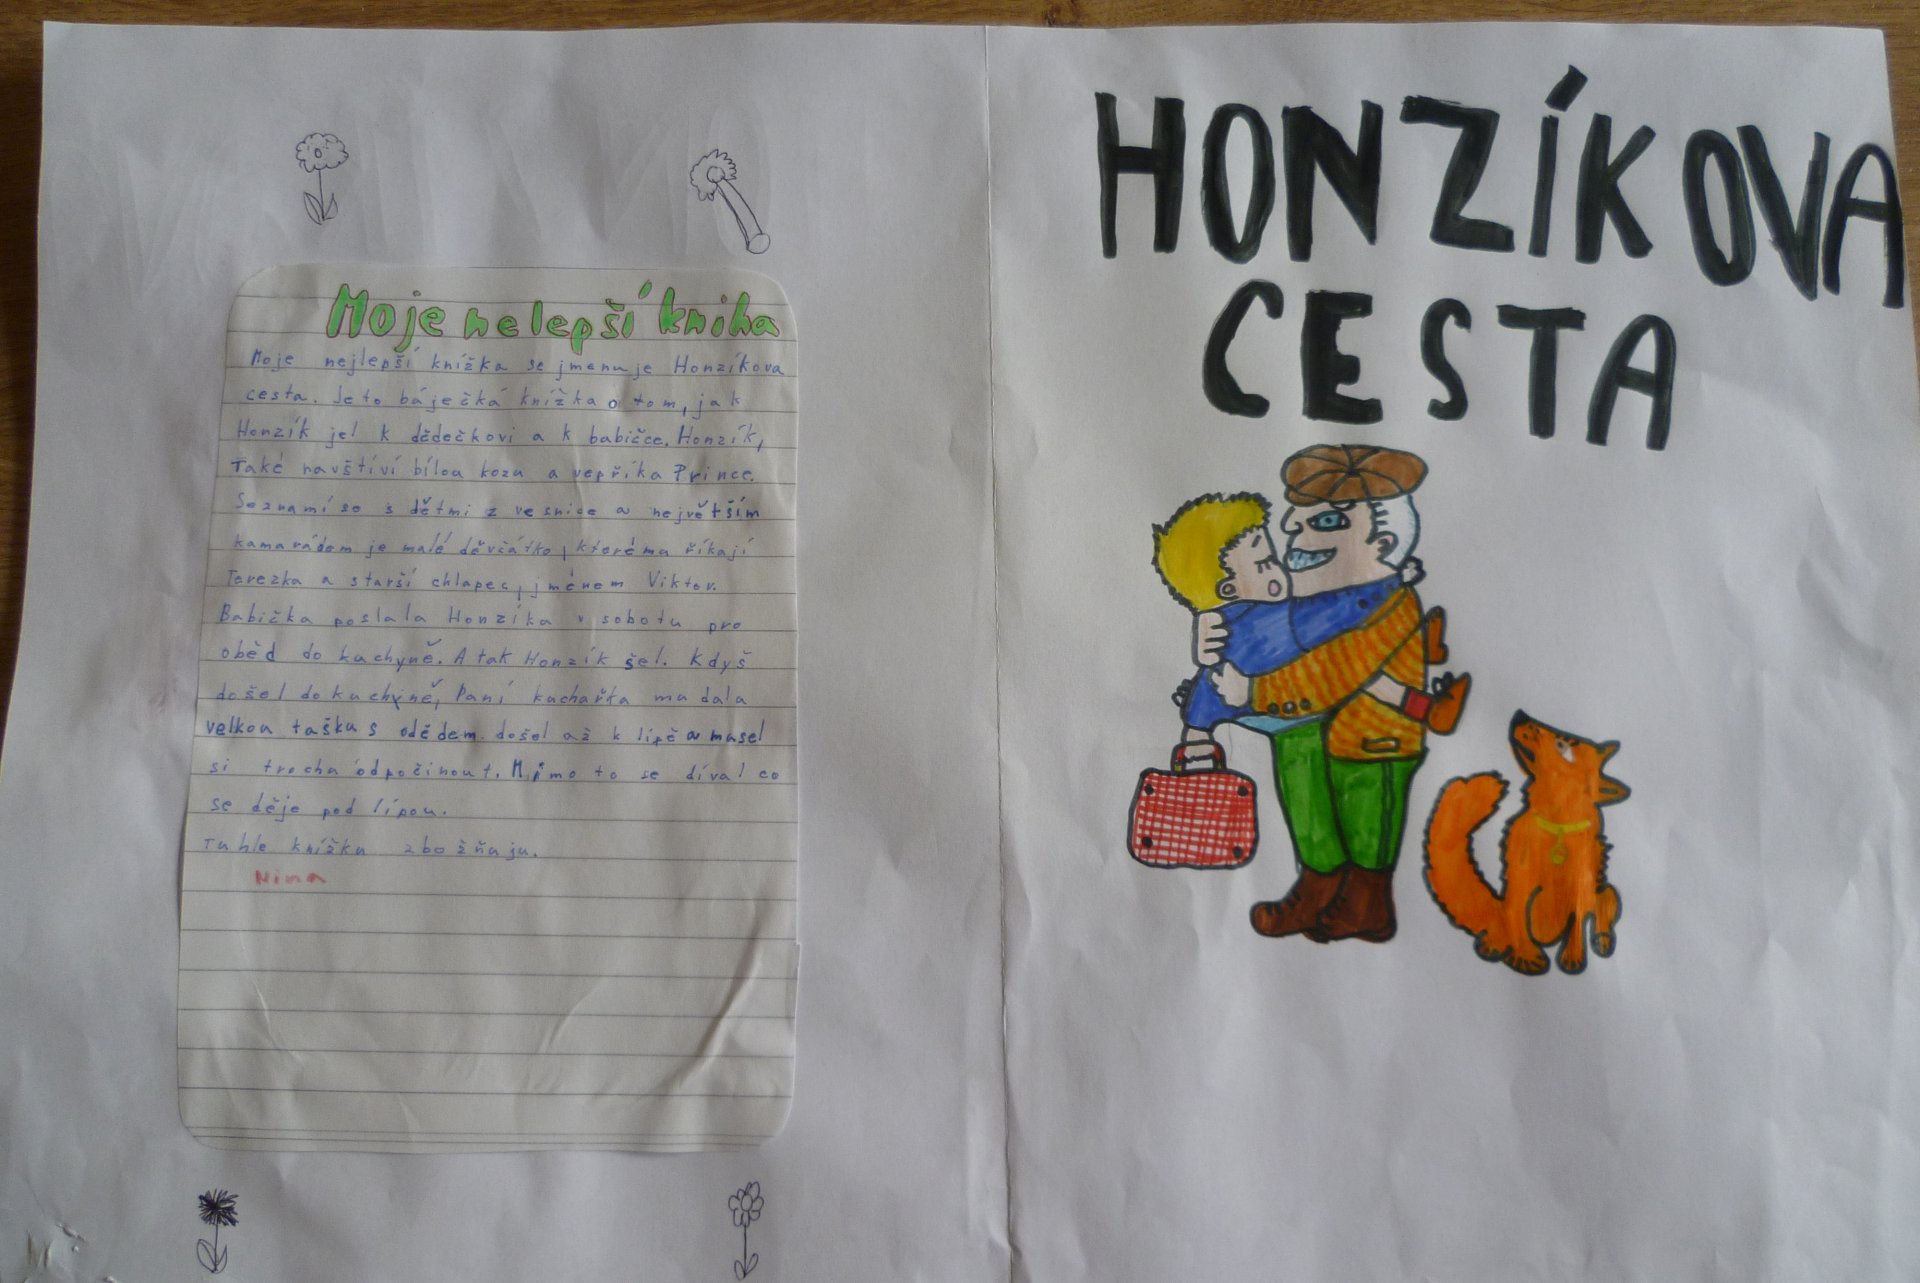 Moje nelepší kniha
Moje nejlepší knížka se jmenuje Honzíkova
cesta. Je to báječká knížka o tom, jak
Honzík jel k dědečkovi a k babičce. Honzík,
Také navštíví bílou kozu a vepříka Prince.
Seznamí se s dětmi z vesnice a největším
kamarádem je malé děvčátko, kterému říkají
Terezka a starší chlapec, jménem Viktor.
Babička poslala Honzíka v sobotu pro
oběd do kuchyně. A tak Honzík šel. Kdyš
došel do kuchyně, Paní kuchařka mu dala
velkou tašku s obědem. došel až k lípě a musel
si trochu odpočinout. Mimo to se díval co
se děje pod lípou.
Tuhle knížku zbožňuju.
Nina
HONZÍKOVA
CESTA